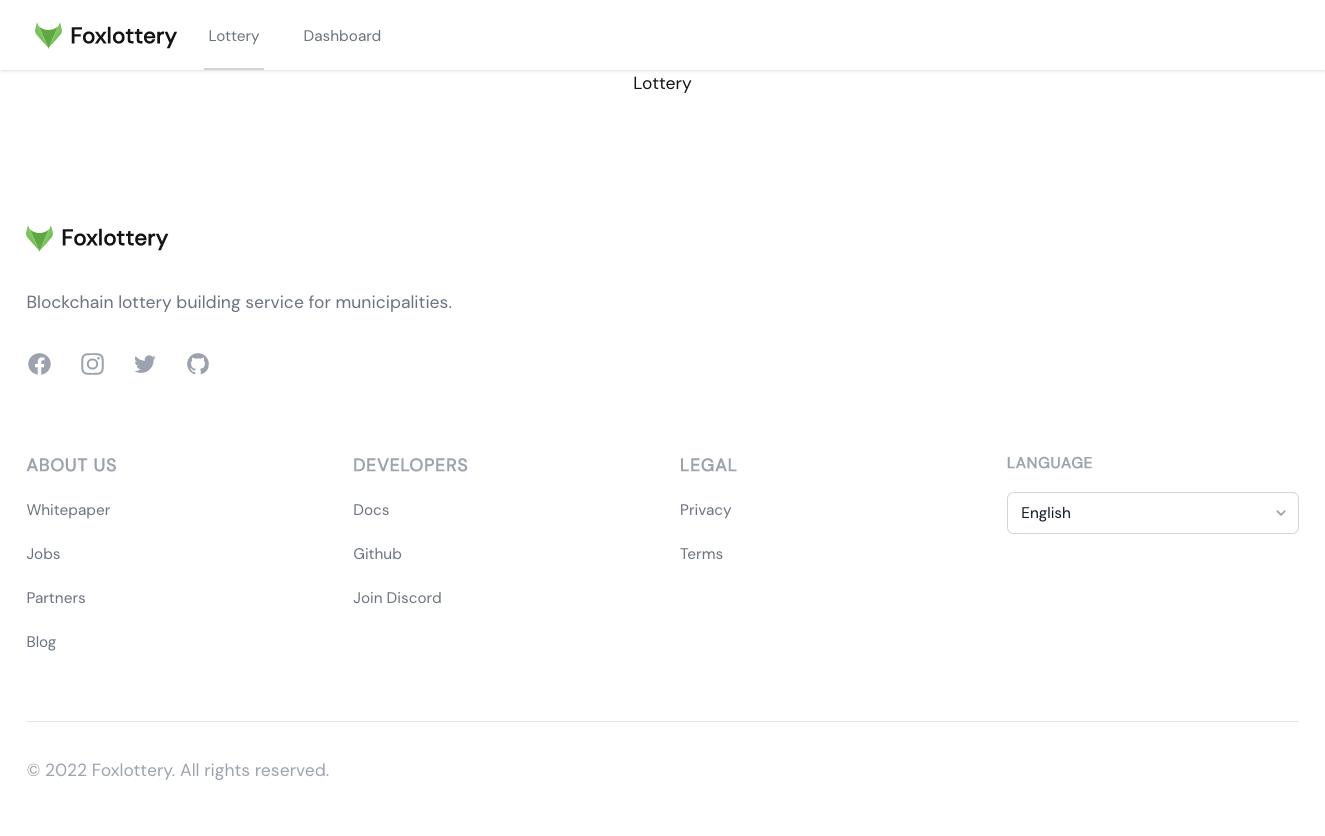 Foxlottery
Lottery
Dashboard
Lottery
Foxlottery
Blockchain lottery building service for municipalities.
ABOUT US
Whitepaper
Jobs
Partners
Blog
DEVELOPERS
Docs
Github
Join Discord
LEGAL
Privacy
Terms
LANGUAGE
English
© 2022 Foxlottery. All rights reserved.